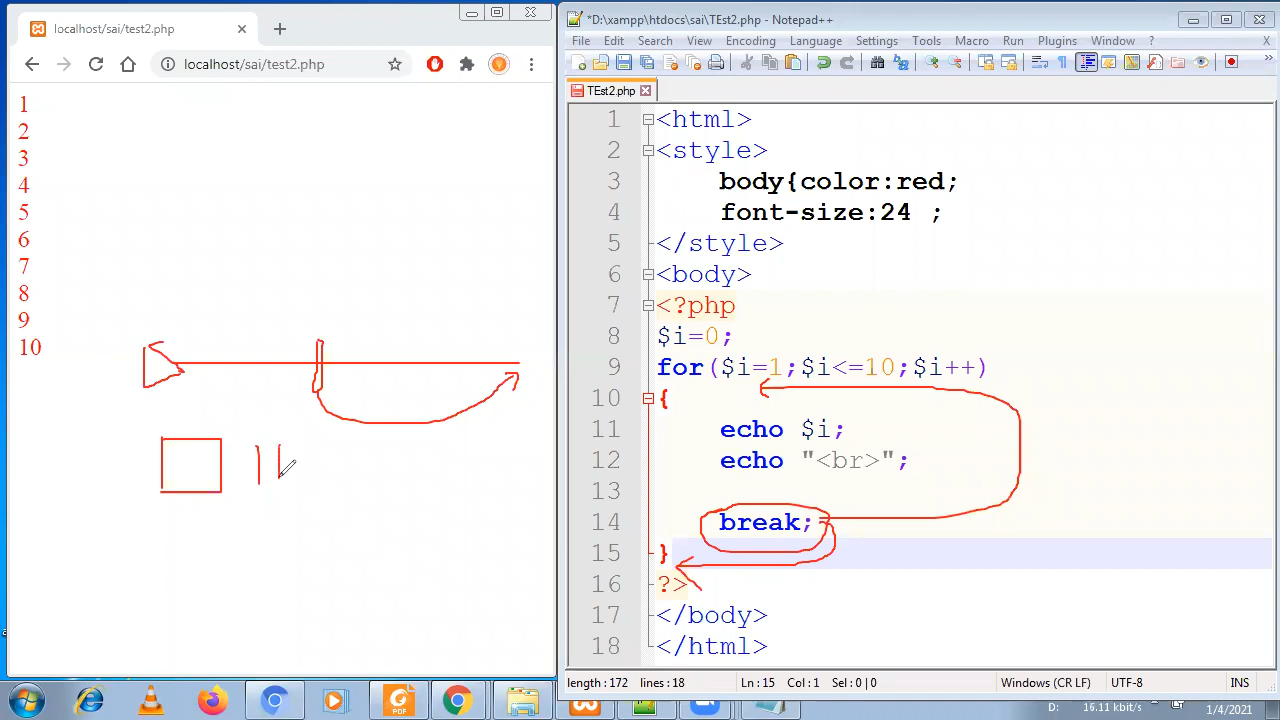 localhost/sai/test2.php
localhost/sai/test2.php
1
2
3
4
5
6
7
8
9
10
*D:\xampp\htdocs\sai\TEst2.php - Notepad++
File Edit Search View Encoding Language Settings Tools Macro Run Plugins Window ? X
TEst2.php
1 <html>
2 <style>
3 body{color:red;
4 font-size:24 ;
5 </style>
6 <body>
7 <?php
8 $i=0;
9 for($i=1;$i<=10;$i++)
10 {
11 echo $i;
12 echo "<br>";
13
14 break;
15 }
16 ?>
17 </body>
18 </html>
length:172 lines:18 Ln:15 Col:1 Sel:0|0 Windows (CR LF) UTF-8 INS
PDF
D: 16.11 kbit/s
1/4/2021